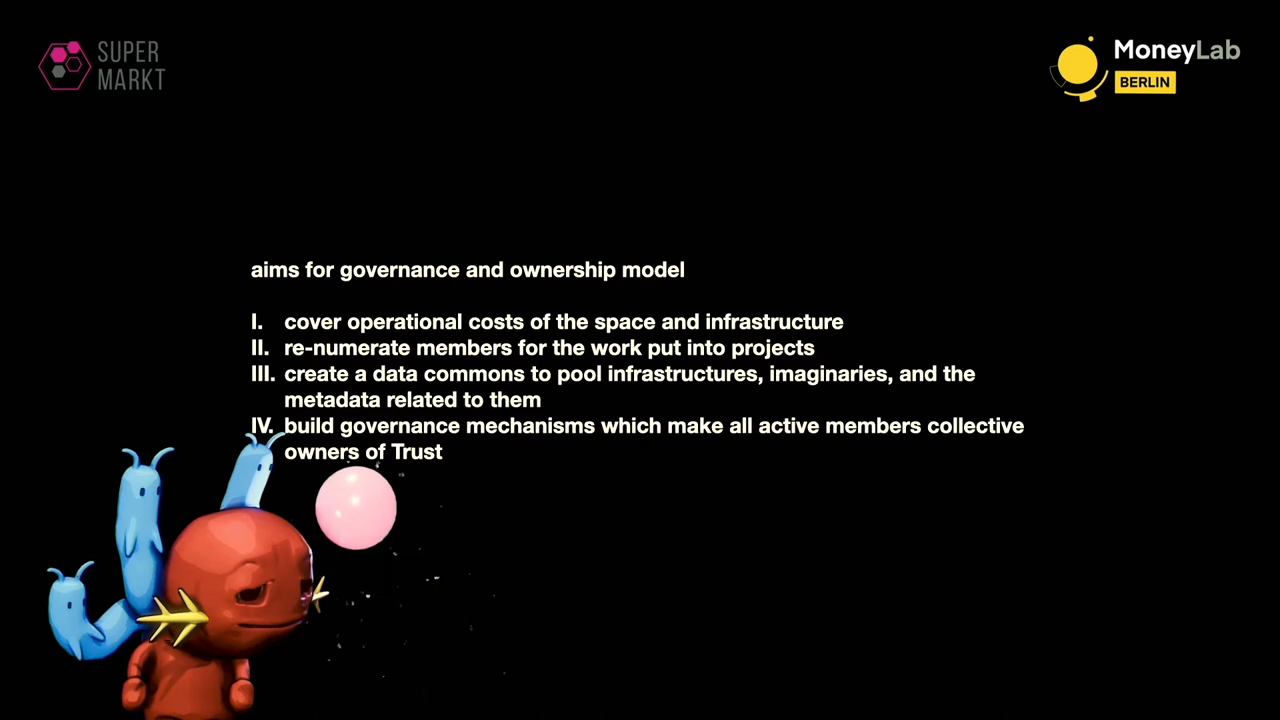 SUPER
MARKT
MoneyLab
BERLIN
aims for governance and ownership model
I. cover operational costs of the space and infrastructure
II. re-numerate members for the work put into projects
III. create a data commons to pool infrastructures, imaginaries, and the
metadata related to them
IV. build governance mechanisms which make all active members collective
owners of Trust